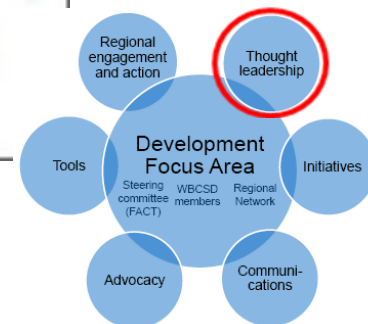 Regional
engagement
and action
Thought
leadership
Development
Focus Area
Tools
Initiatives
Steering
committee
(FACT)
WBCSD
members
Regional
Network
Advocacy
Communi-
cations